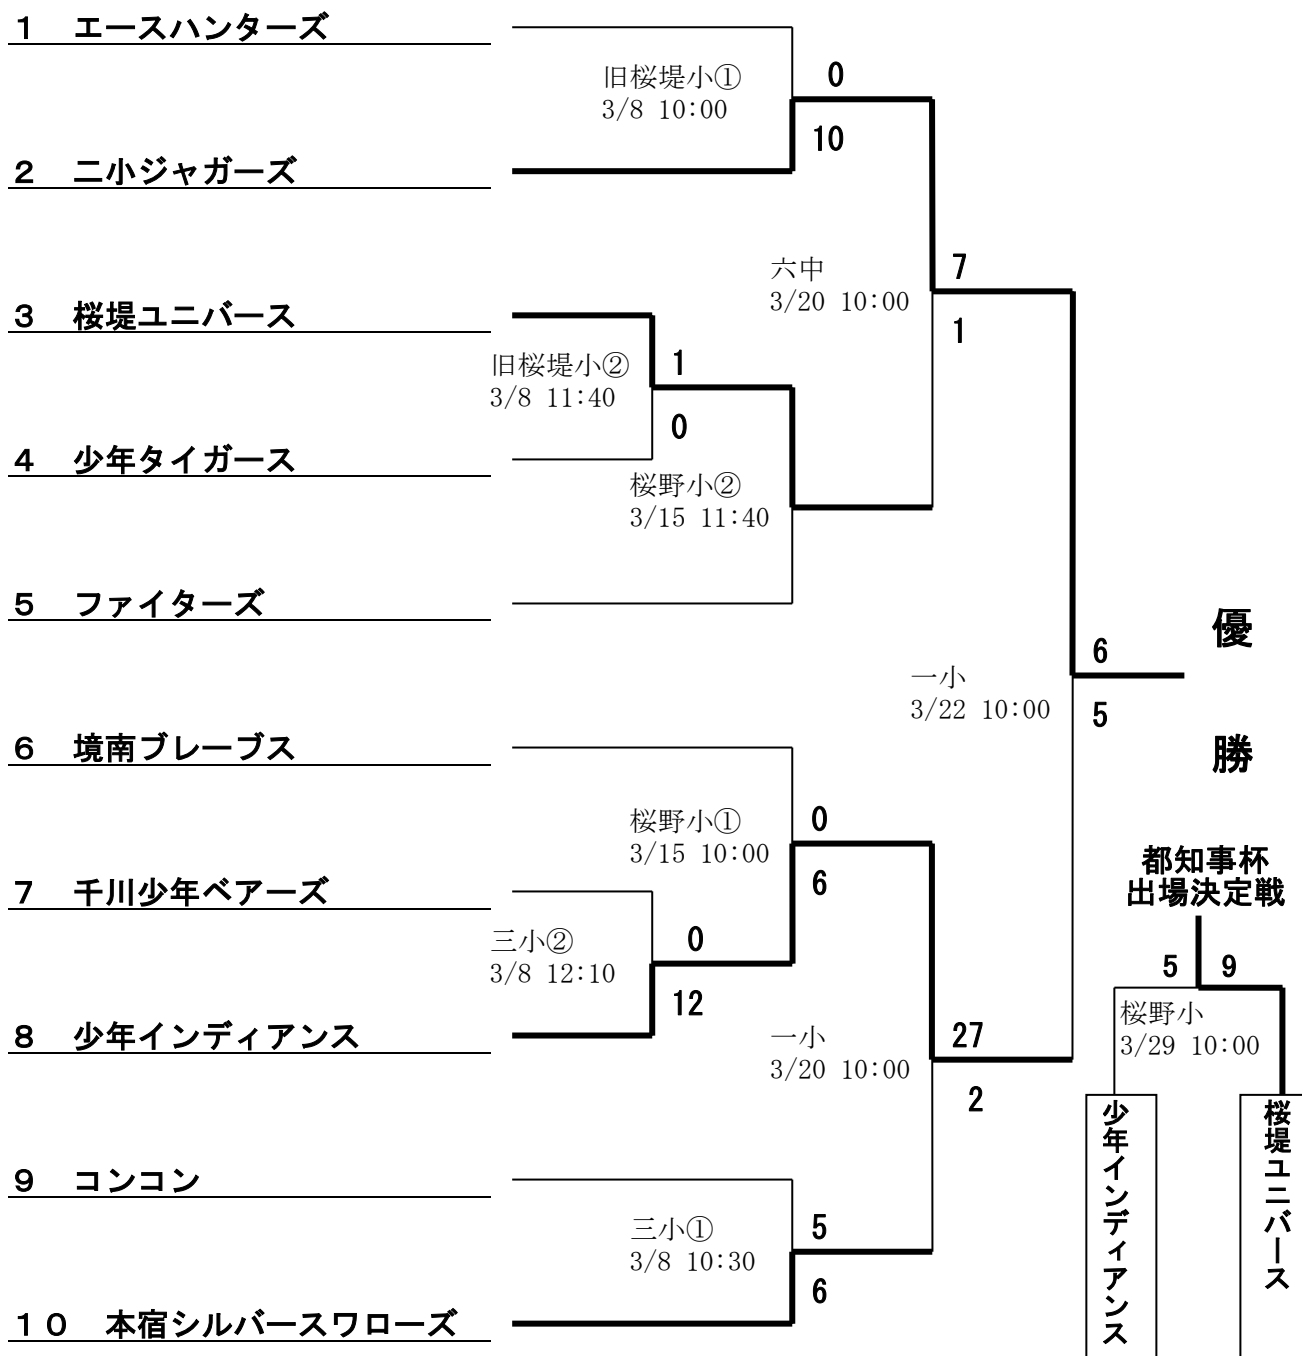 １　エースハンターズ
旧桜堤小①
3/8 10:00
0
10
２　二小ジャガーズ
六中
3/20 10:00
7
1
３　桜堤ユニバース
旧桜堤小②
3/8 11:40
1
0
４　少年タイガース
桜野小②
3/15 11:40
５　ファイターズ
優
勝
一小
3/22 10:00
6
5
６　境南ブレーブス
桜野小①
3/15 10:00
0
6
７　千川少年ベアーズ
三小②
3/8 12:10
0
12
８　少年インディアンス
一小
3/20 10:00
27
2
都知事杯
出場決定戦
5
9
桜野小
3/29 10:00
少年インディアンス
桜堤ユニバース
９　コンコン
三小①
3/8 10:30
5
6
１０　本宿シルバースワローズ